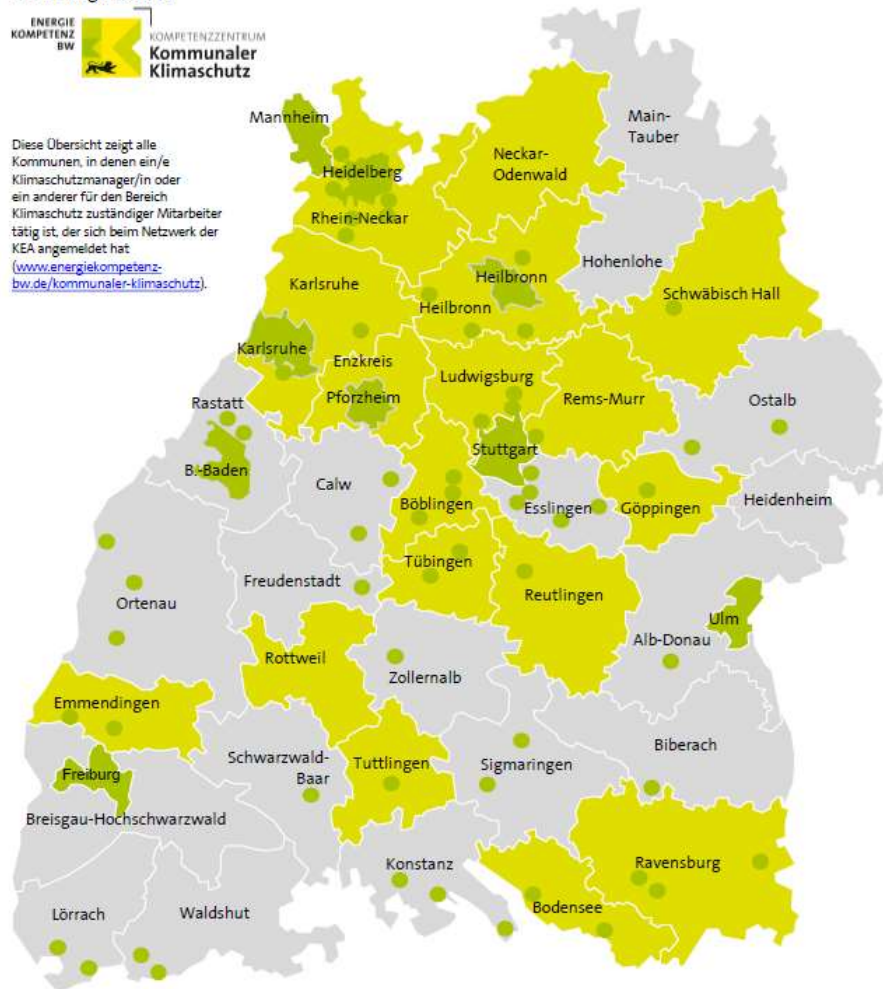 ENERGIE
KOMPETENZ
BW
KOMPETENZZENTRUM
Kommunaler
Klimaschutz
Diese Übersicht zeigt alle
Kommunen, in denen ein/e
Klimaschutzmanager/in oder
ein anderer für den Bereich
Klimaschutz zuständiger Mitarbeiter
tätig ist, der sich beim Netzwerk der
KEA angemeldet hat
(www.energiekompetenz-
bw.de/kommunaler-klimaschutz).
Main-
Tauber
Mannheim
Neckar-
Odenwald
Heidelberg
Rhein-Neckar
Hohenlohe
Karlsruhe
Heilbronn
Heilbronn
Schwäbisch Hall
Karlsruhe
Enzkreis
Ludwigsburg
Pforzheim
Rems-Murr
Ostalb
Rastatt
Stuttgart
B.-Baden
Calw
Böblingen
Esslingen
Göppingen
Heidenheim
Tübingen
Freudenstadt
Reutlingen
Ortenau
Ulm
Alb-Donau
Rottweil
Zollernalb
Emmendingen
Schwarzwald-
Baar
Tuttlingen
Sigmaringen
Biberach
Freiburg
Breisgau-Hochschwarzwald
Konstanz
Ravensburg
Lörrach
Waldshut
Bodensee